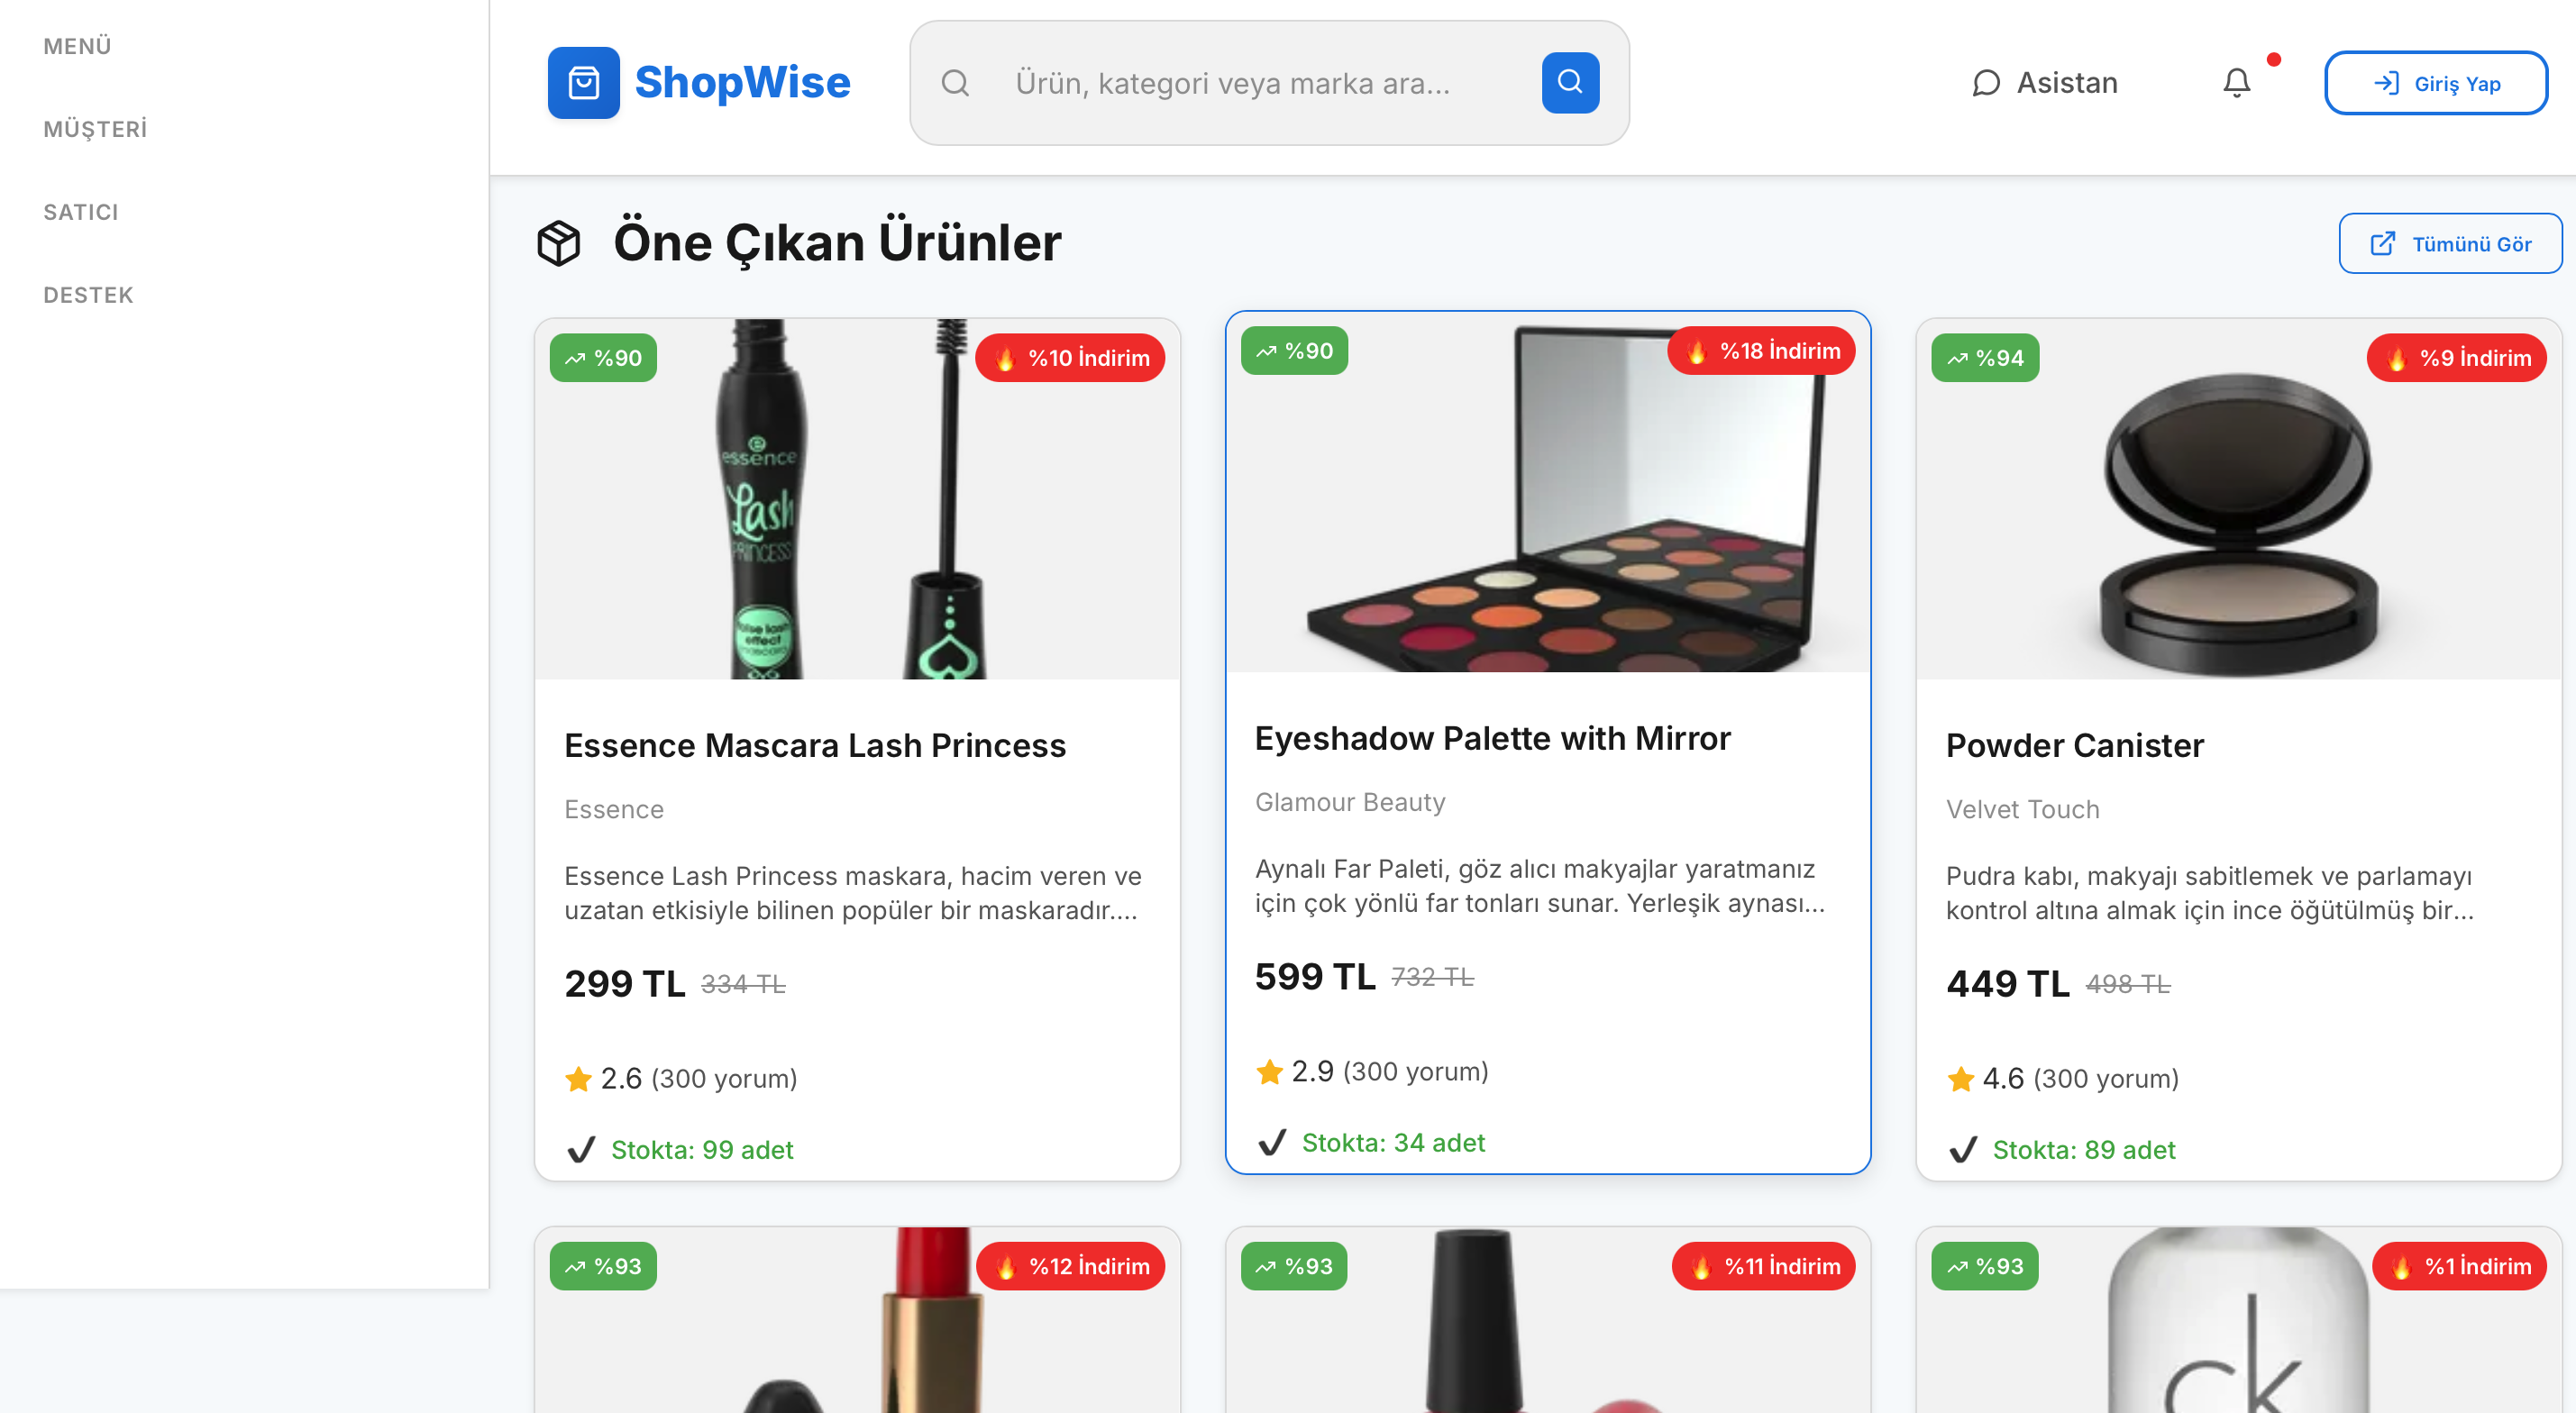 MENÜ
MÜŞTERİ
SATICI
DESTEK
ShopWise
Ürün, kategori veya marka ara...
Asistan
Giriş Yap
Öne Çıkan Ürünler
Tümünü Gör
%90
%10 İndirim
essence
Lash
PRINCESS
false lash
effect
mascara
Essence Mascara Lash Princess
Essence
Essence Lash Princess maskara, hacim veren ve
uzatan etkisiyle bilinen popüler bir maskaradır....
299 TL 334 TL
2.6 (300 yorum)
Stokta: 99 adet
%90
%18 İndirim
Eyeshadow Palette with Mirror
Glamour Beauty
Aynalı Far Paleti, göz alıcı makyajlar yaratmanız
için çok yönlü far tonları sunar. Yerleşik aynası...
599 TL 732 TL
2.9 (300 yorum)
Stokta: 34 adet
%94
%9 İndirim
Powder Canister
Velvet Touch
Pudra kabı, makyajı sabitlemek ve parlamayı
kontrol altına almak için ince öğütülmüş bir...
449 TL 498 TL
4.6 (300 yorum)
Stokta: 89 adet
%93
%12 İndirim
%93
%11 İndirim
%93
%1 İndirim
ck